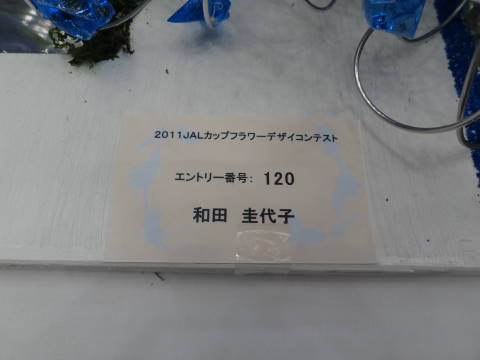 2011JALカップフラワーデザイコンテスト
エントリー番号： 120
和田 圭代子